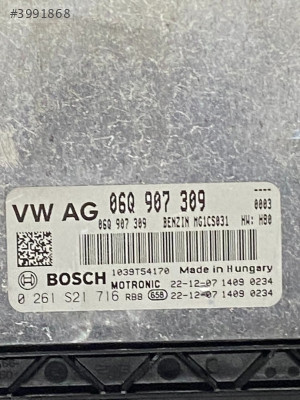 #3991868
VW AG 06Q 907 309 ----
06Q 907 309 BENZIN MG1CS031 0003
HW: H80
BOSCH 1039T54170 Made in Hungary
MOTRONIC 22-12-07 1409 0234
0 261 S21 716 RB8 658 22-12-07 1409 0234